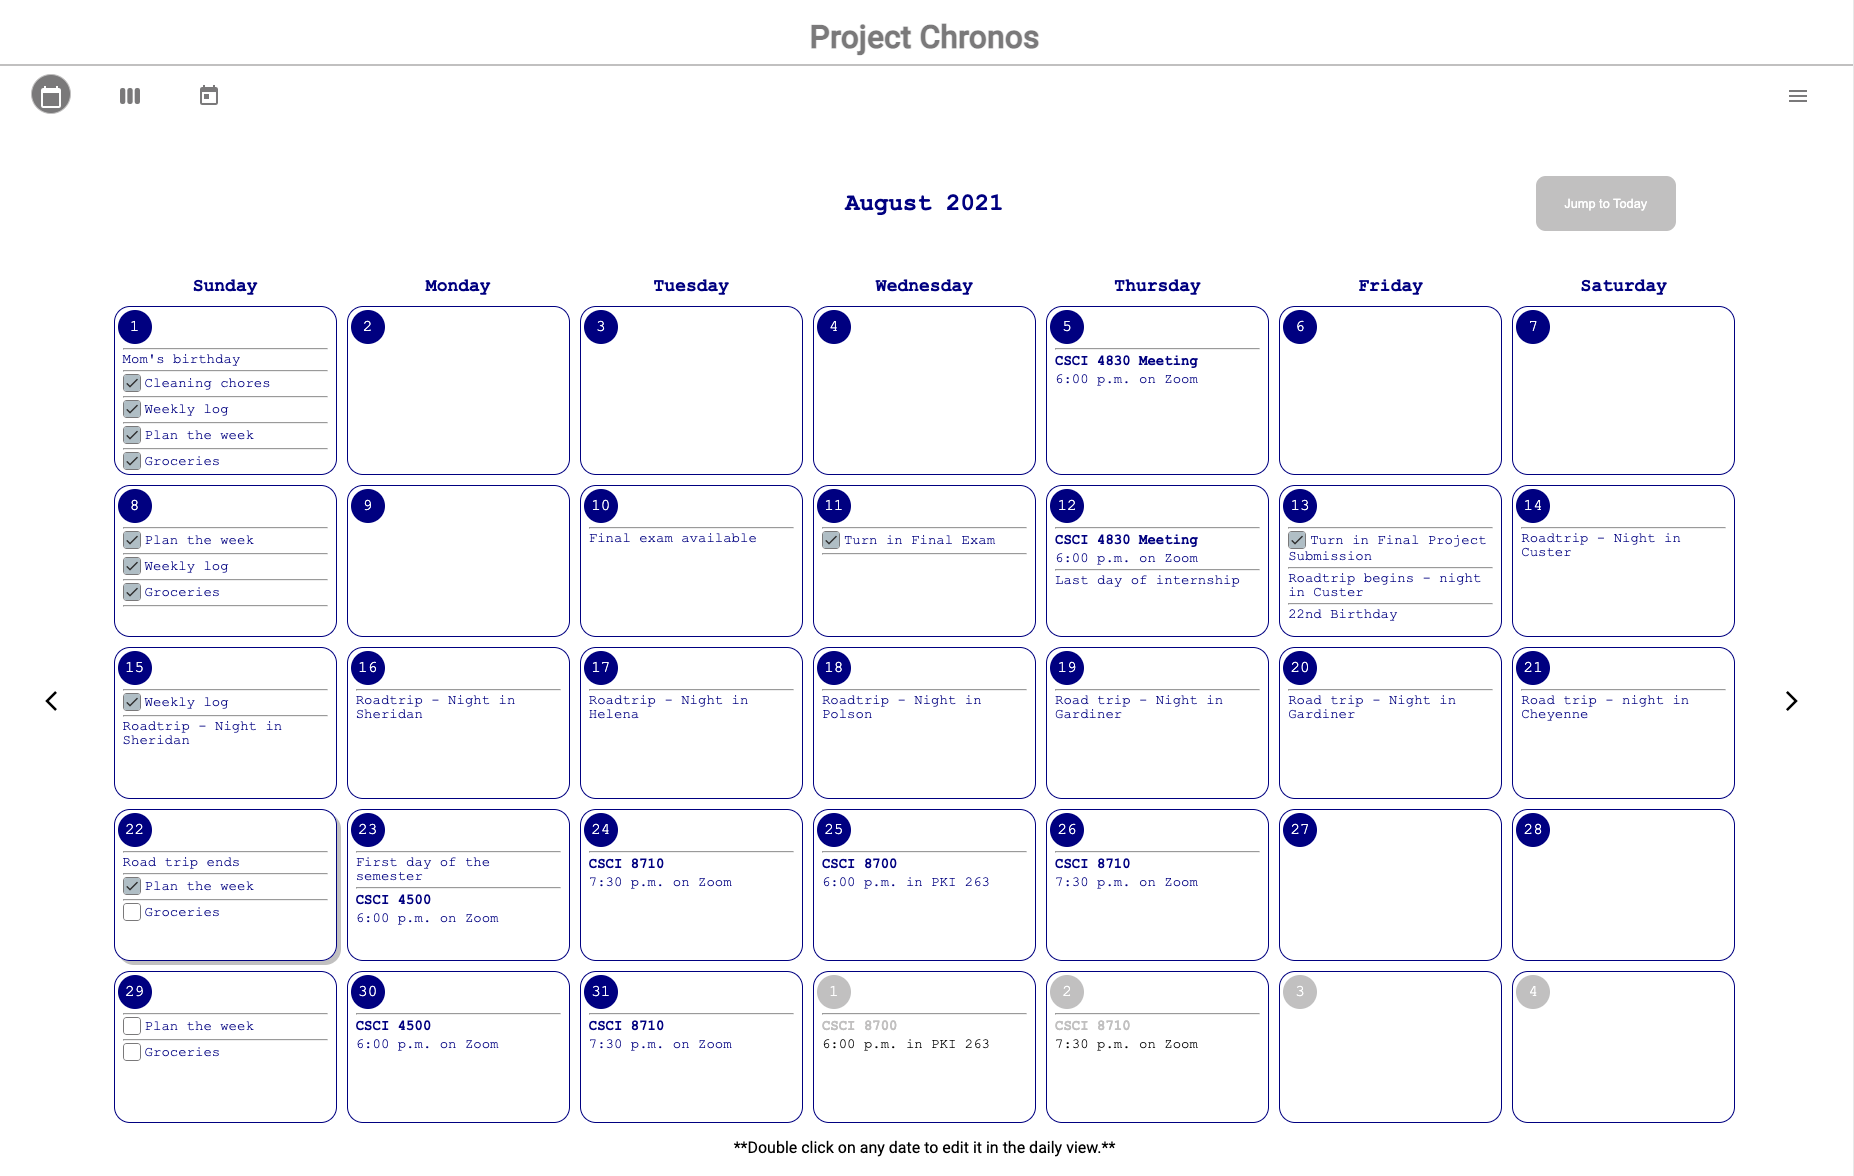 Project Chronos
August 2021
Jump to Today
Sunday
Monday
Tuesday
Wednesday
Thursday
Friday
Saturday
1
Mom's birthday
Cleaning chores
Weekly log
Plan the week
Groceries
2
3
4
5
CSCI 4830 Meeting
6:00 p.m. on Zoom
6
7
8
Plan the week
Weekly log
Groceries
9
10
Final exam available
11
Turn in Final Exam
12
CSCI 4830 Meeting
6:00 p.m. on Zoom
Last day of internship
13
Turn in Final Project
Submission
Roadtrip begins - night
in Custer
22nd Birthday
14
Roadtrip - Night in
Custer
15
Weekly log
Roadtrip - Night in
Sheridan
16
Roadtrip - Night in
Sheridan
17
Roadtrip - Night in
Helena
18
Roadtrip - Night in
Polson
19
Road trip - Night in
Gardiner
20
Road trip - Night in
Gardiner
21
Road trip - night in
Cheyenne
22
Road trip ends
Plan the week
Groceries
23
First day of the
semester
CSCI 4500
6:00 p.m. on Zoom
24
CSCI 8710
7:30 p.m. on Zoom
25
CSCI 8700
6:00 p.m. in PKI 263
26
CSCI 8710
7:30 p.m. on Zoom
27
28
29
Plan the week
Groceries
30
CSCI 4500
6:00 p.m. on Zoom
31
CSCI 8710
7:30 p.m. on Zoom
1
CSCI 8700
6:00 p.m. in PKI 263
2
CSCI 8710
7:30 p.m. on Zoom
3
4
**Double click on any date to edit it in the daily view.**